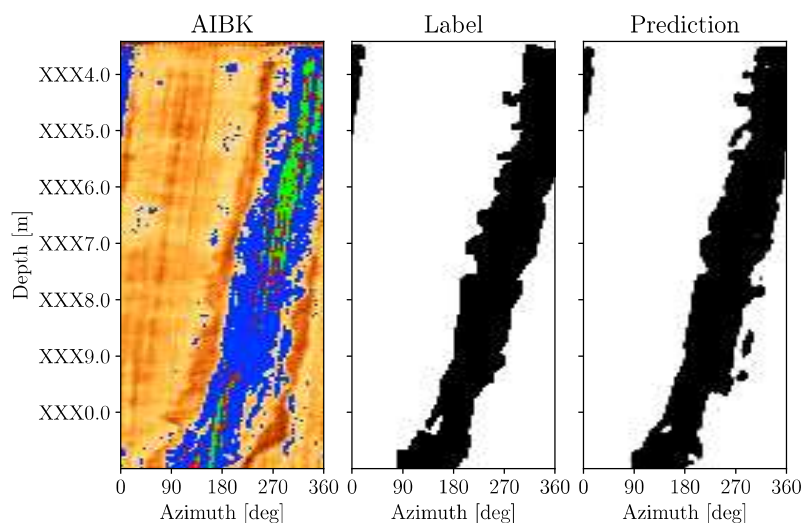 AIBK Label Prediction
Depth [m]
XXX4.0
XXX5.0
XXX6.0
XXX7.0
XXX8.0
XXX9.0
XXX0.0
0 90 180 270 360 0 90 180 270 360 0 90 180 270 360
Azimuth [deg] Azimuth [deg] Azimuth [deg]